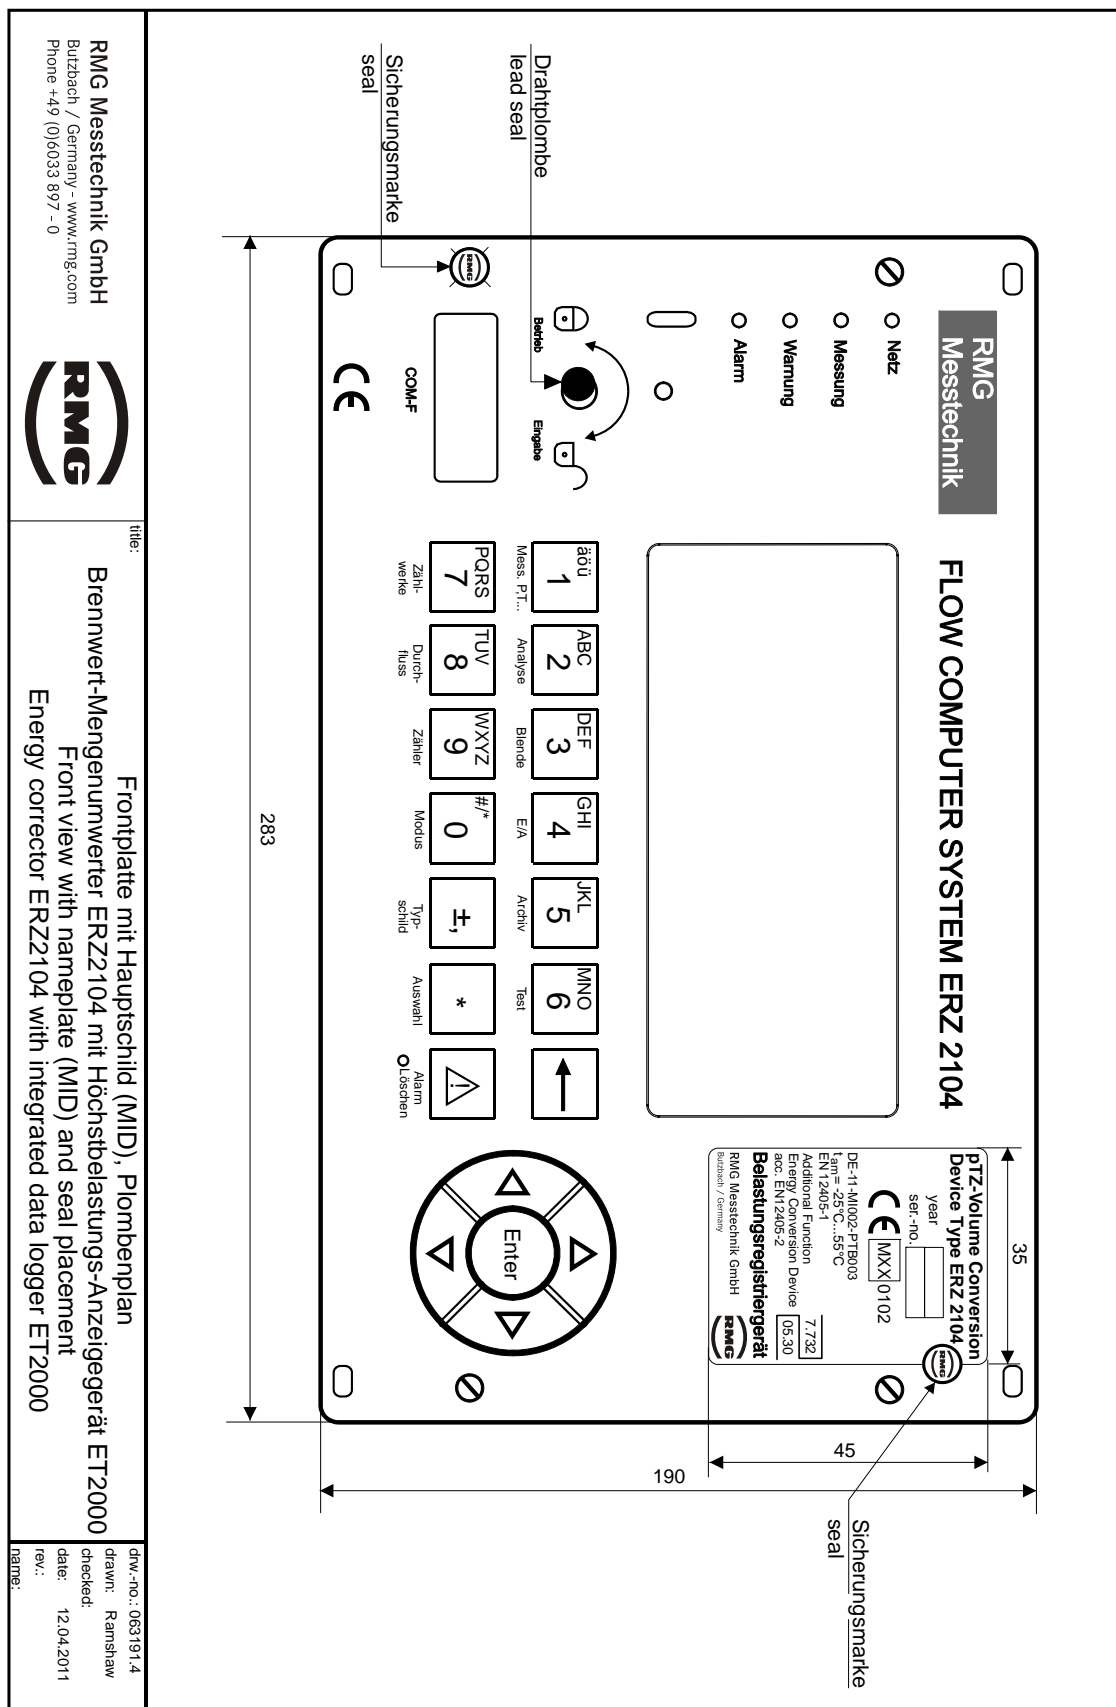 Sicherungsmarke
seal
Drahtplombe
lead seal
RMG
Messtechnik
FLOW COMPUTER SYSTEM ERZ 2104
Netz
Messung
Warnung
Alarm
Betrieb
Eingabe
RMG
COM-F
CE
äöü
1
Mess. P,T...
ABC
2
Analyse
DEF
3
Blende
GHI
4
E/A
JKL
5
Archiv
MNO
6
Test
PQRS
7
Zähl-
werke
TUV
8
Durch-
fluss
WXYZ
9
Zähler
#/*
0
Modus
±,
Typ-
schild
*
Auswahl
!
Alarm
Löschen
Enter
pTZ-Volume Conversion
Device Type ERZ 2104
year
ser.-no.
CE MXX 0102
DE-11-MI002-PTB003
tam= -25°C...55°C
EN12405-1
Additional Function
Energy Conversion Device
acc. EN12405-2
7.732
05.30
Belastungsregistriergerät
RMG Messtechnik GmbH
Butzbach / Germany
RMG
RMG
35
45
190
283
Sicherungsmarke
seal
RMG Messtechnik GmbH
Butzbach / Germany - www.rmg.com
Phone +49 (0)6033 897 - 0
RMG
title:
Frontplatte mit Hauptschild (MID), Plombenplan
Brennwert-Mengenumwerter ERZ2104 mit Höchstbelastungs-Anzeigegerät ET2000
Front view with nameplate (MID) and seal placement
Energy corrector ERZ2104 with integrated data logger ET2000
drw.-no.: 063191.4
drawn: Ramshaw
checked:
date: 12.04.2011
rev.:
name: